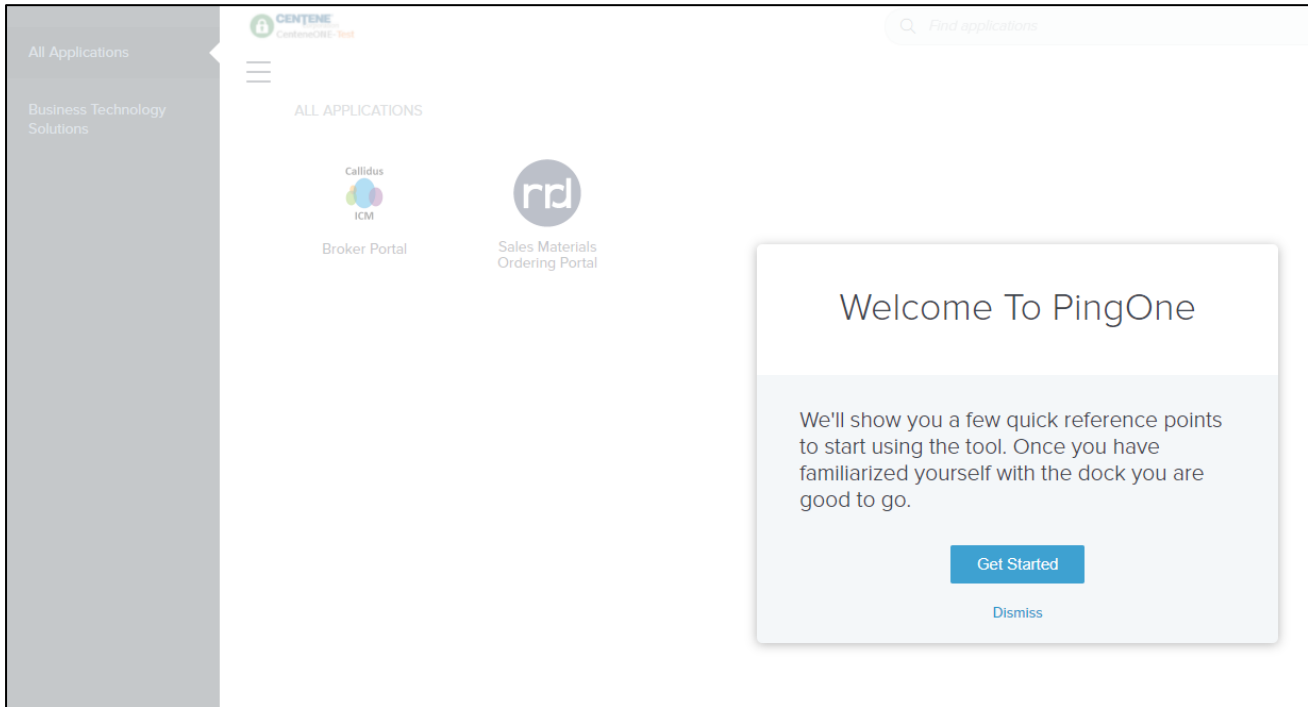 CENTENE
CenteneONE-Test
Find applications
All Applications
ALL APPLICATIONS
Business Technology
Solutions
Callidus
ICM
Broker Portal
rrd
Sales Materials
Ordering Portal
Welcome To PingOne
We'll show you a few quick reference points
to start using the tool. Once you have
familiarized yourself with the dock you are
good to go.
Get Started
Dismiss